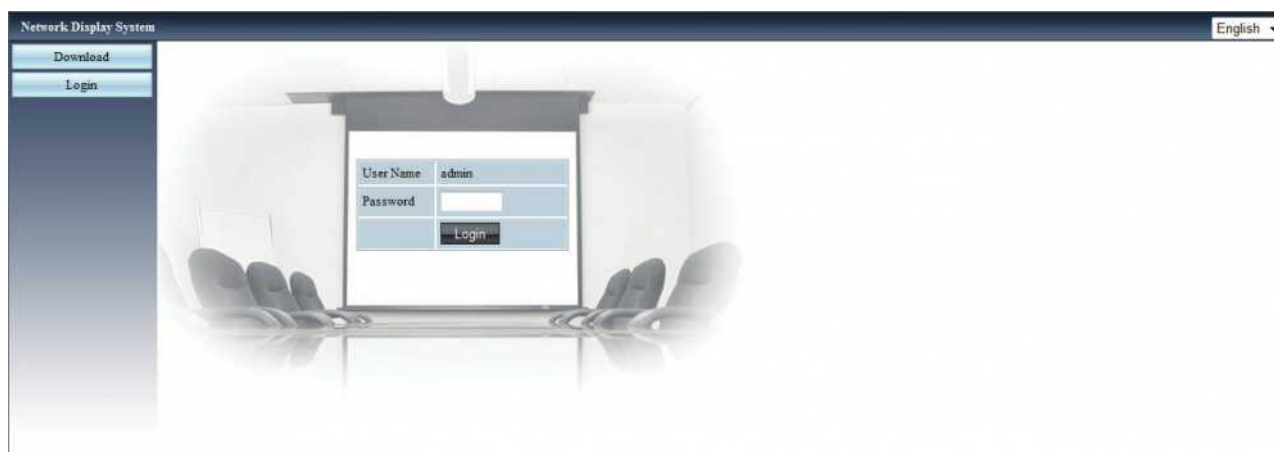 Network Display System
English
Download
Login
User Name admin
Password
Login